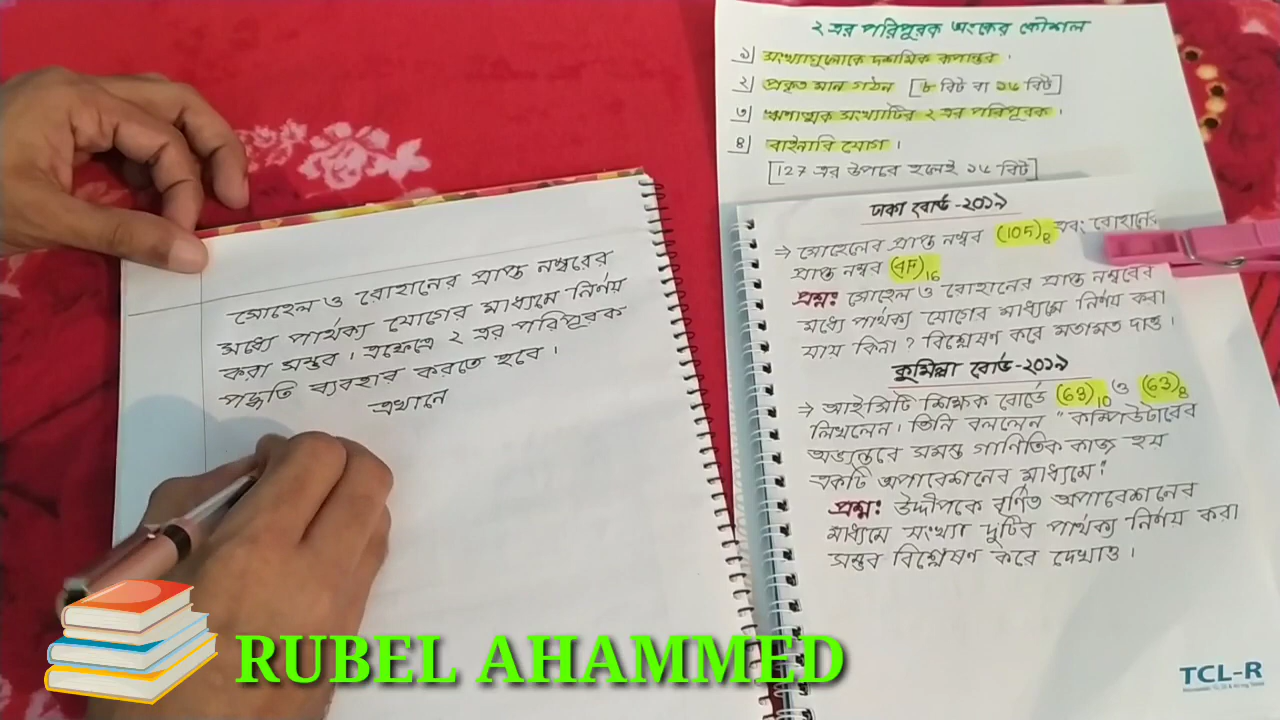 ২ এর পরিপূরক অংকের কৌশল
১| সংখ্যাগুলোকে দশমিক রূপান্তর ।
২| প্রকৃত মান গঠন [৮ বিট বা ১৬ বিট]
৩| ঋণাত্মক সংখ্যাটির ২ এর পরিপূরক ।
৪| বাইনারি যোগ ।
[127 এর উপরে হলেই ১৬ বিট]
ঢাকা বোর্ড -২০১৯
⇒ সোহেলের প্রাপ্ত নম্বর (105)8 এবং রোহানের
প্রাপ্ত নম্বর (4F)16
প্রশ্ন: সোহেল ও রোহানের প্রাপ্ত নম্বরের
মধ্যে পার্থক্য যোগের মাধ্যমে নির্ণয় করা
যায় কিনা ? বিশ্লেষণ করে মতামত দাও ।
কুমিল্লা বোর্ড -২০১৯
⇒ আইসিটি শিক্ষক বোর্ডে (63)10 ও (63)8
লিখলেন। তিনি বললেন "কম্পিউটারের
অভ্যন্তরে সমস্ত গাণিতিক কাজ হয়
একটি অপারেশনের মাধ্যমে।
প্রশ্ন: উদ্দীপকে বর্ণিত অপারেশনের
মাধ্যমে সংখ্যা দুটির পার্থক্য নির্ণয় করা
সম্ভব বিশ্লেষণ করে দেখাও ।
সোহেল ও রোহানের প্রাপ্ত নম্বরের
মধ্যে পার্থক্য যোগের মাধ্যমে নির্ণয়
করা সম্ভব । এক্ষেত্রে ২ এর পরিপূরক
পদ্ধতি ব্যবহার করতে হবে ।
এখানে
RUBEL AHAMMED
TCL-R